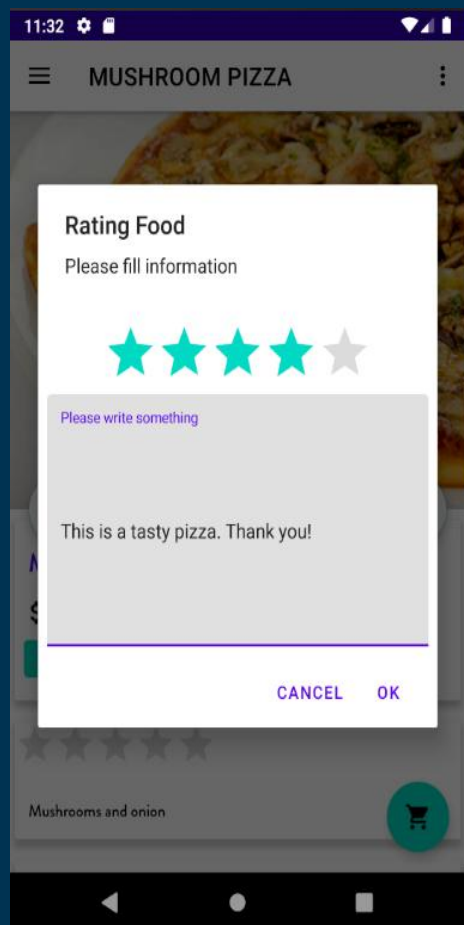 11:32
MUSHROOM PIZZA
Rating Food
Please fill information
Please write something
This is a tasty pizza. Thank you!
$
CANCEL OK
Mushrooms and onion